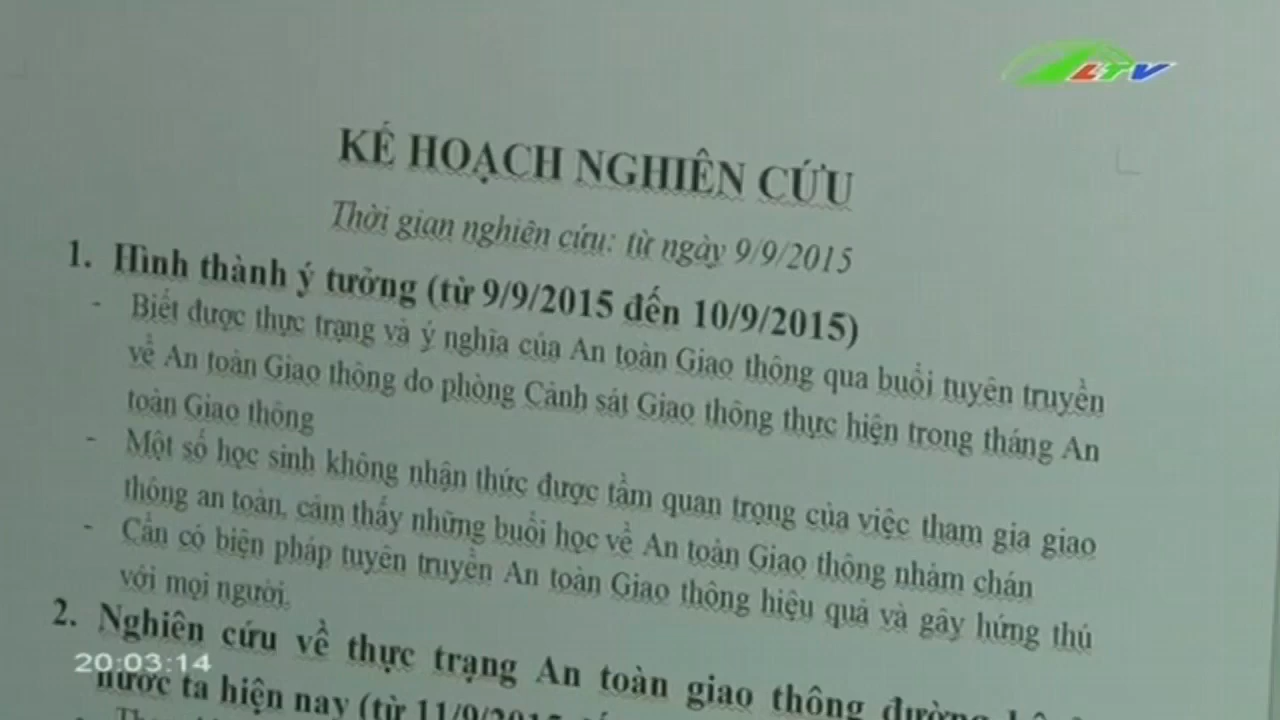 LTV
KẾ HOẠCH NGHIÊN CỨU
Thời gian nghiên cứu: từ ngày 9/9/2015
1. Hình thành ý tưởng (từ 9/9/2015 đến 10/9/2015)
- Biết được thực trạng và ý nghĩa của An toàn Giao thông qua buổi tuyên truyền
về An toàn Giao thông do phòng Cảnh sát Giao thông thực hiện trong tháng An
toàn Giao thông
- Một số học sinh không nhận thức được tầm quan trọng của việc tham gia giao
thông an toàn, cảm thấy những buổi học về An toàn Giao thông nhàm chán
- Cần có biện pháp tuyên truyền An toàn Giao thông hiệu quả và gây hứng thú
với mọi người.
2. Nghiên cứu về thực trạng An toàn giao thông đường
20:03:14
nước ta hiện nay (từ 11/9/2015